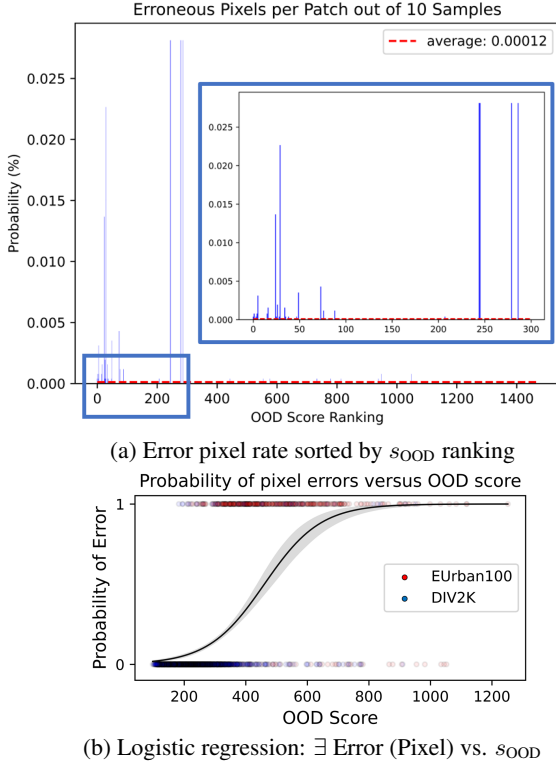 Erroneous Pixels per Patch out of 10 Samples
average: 0.00012
0.025
0.020
0.015
0.010
0.005
0.000
Probability (%)
0.025
0.020
0.015
0.010
0.005
0.000
0 50 100 150 200 250 300
0 200 400 600 800 1000 1200 1400
OOD Score Ranking
(a) Error pixel rate sorted by s_OOD ranking
Probability of pixel errors versus OOD score
1
0
Probability of Error
EUrban100
DIV2K
200 400 600 800 1000 1200
OOD Score
(b) Logistic regression: ∃ Error (Pixel) vs. s_OOD